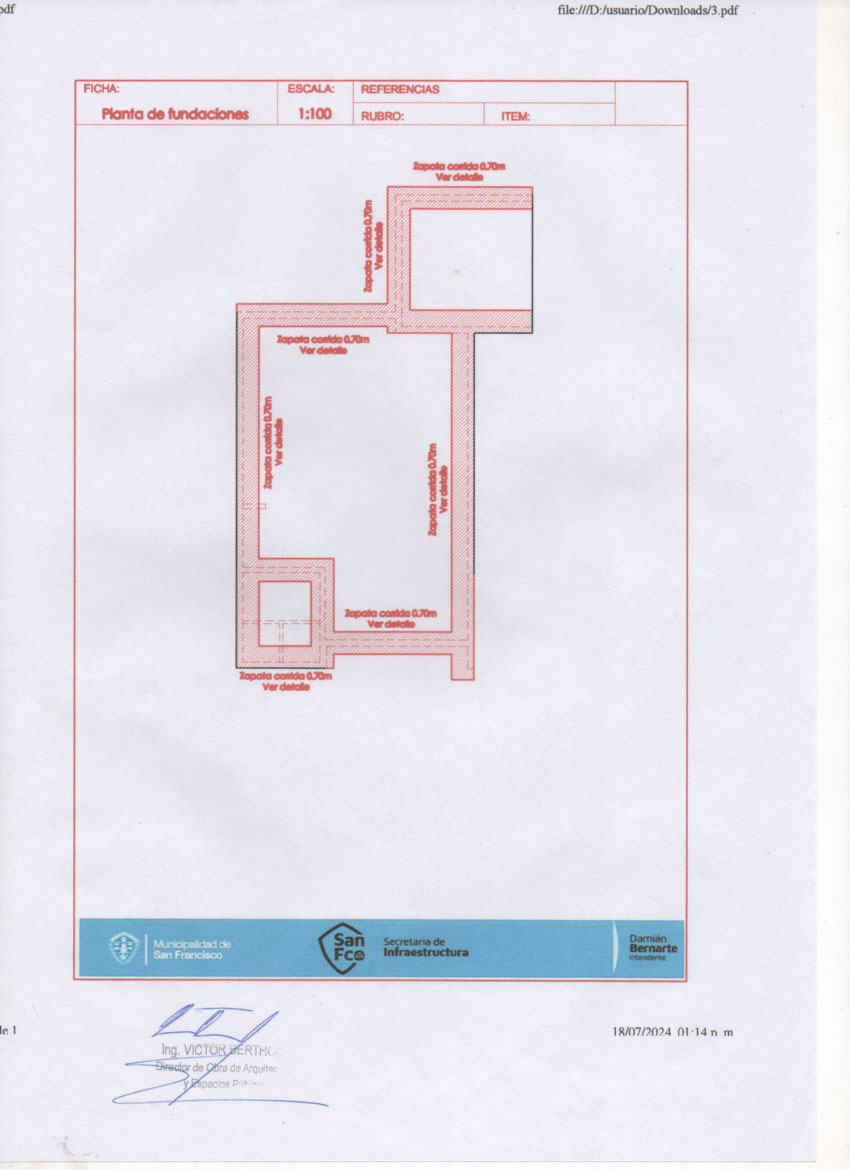 pdf
file:///D:/usuario/Downloads/3.pdf
FICHA:
Planta de fundaciones
ESCALA:
1:100
REFERENCIAS
RUBRO:
ITEM:
Zapata corrida 0.70m
Ver detalle
Zapata corrida 0.70m
Ver detalle
Zapata corrida 0.70m
Ver detalle
Zapata corrida 0.70m
Ver detalle
Zapata corrida 0.70m
Ver detalle
Zapata corrida 0.70m
Ver detalle
Zapata corrida 0.70m
Ver detalle
Municipalidad de
San Francisco
San
Fco
Secretaria de
Infraestructura
Damián
Bernarte
Intendente
de 1
18/07/2024 01:14 p. m.
Ing. VICTOR
Director de Obra de
y Espacios